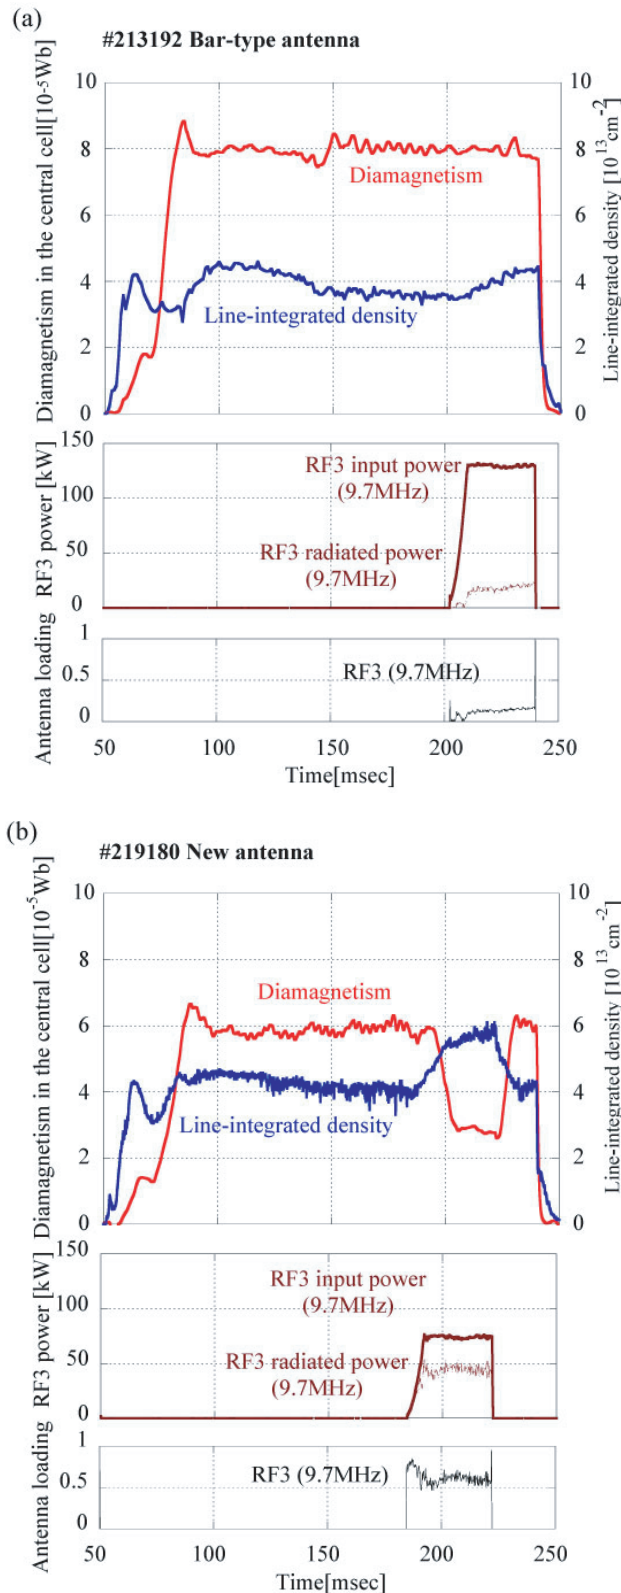 (a)
#213192 Bar-type antenna
Diamagnetism in the central cell[10-5Wb]
10
8
6
4
2
0
Line-integrated density [10 13 cm-2]
10
8
6
4
2
0
Diamagnetism
Line-integrated density
RF3 power [kW]
150
100
50
0
RF3 input power
(9.7MHz)
RF3 radiated power
(9.7MHz)
Antenna loading
1
0.5
0
RF3 (9.7MHz)
50 100 150 200 250
Time[msec]
(b)
#219180 New antenna
Diamagnetism in the central cell[10-5Wb]
10
8
6
4
2
0
Line-integrated density [10 13 cm-2]
10
8
6
4
2
0
Diamagnetism
Line-integrated density
RF3 power [kW]
150
100
50
0
RF3 input power
(9.7MHz)
RF3 radiated power
(9.7MHz)
Antenna loading
1
0.5
0
RF3 (9.7MHz)
50 100 150 200 250
Time[msec]